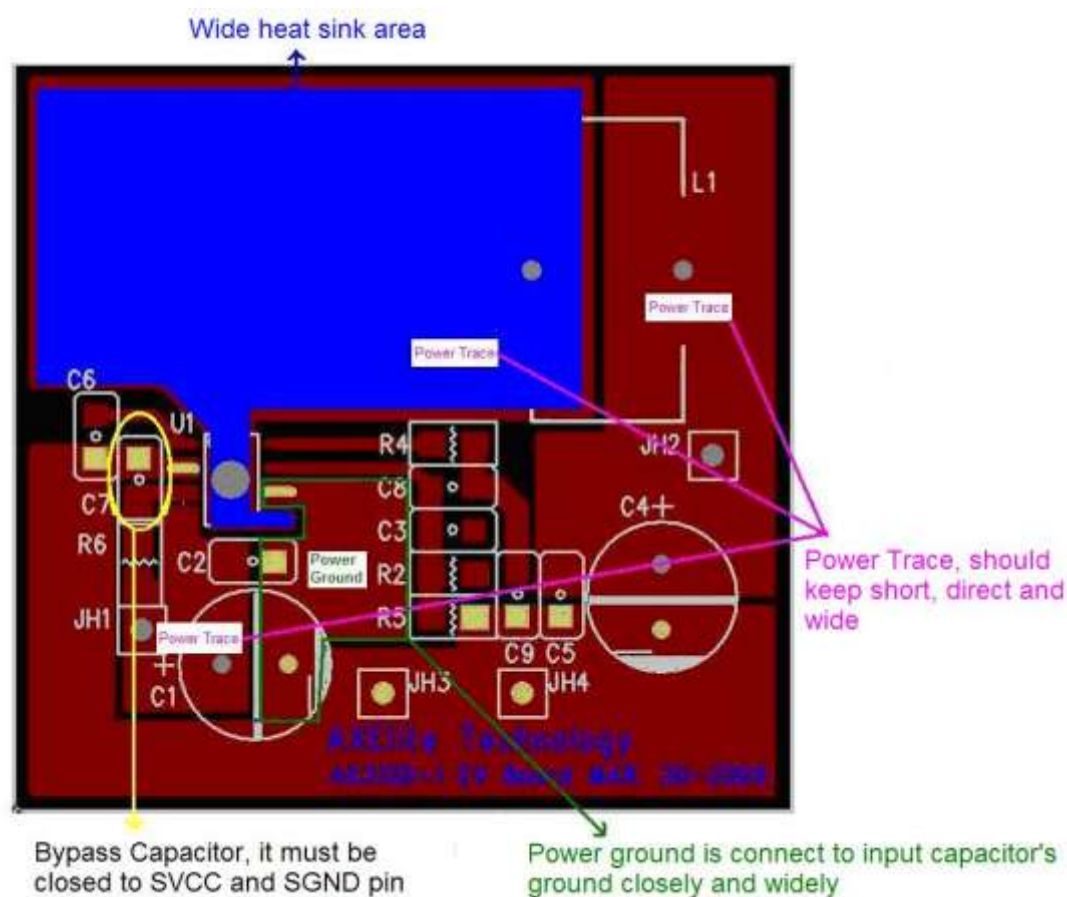 Wide heat sink area
L1
Power Trace
Power Trace
C6
U1
R4
JH2
C8
C7
C4+
C3
R6
C2
Power
Ground
R2
Power Trace, should
keep short, direct and
wide
JH1
Power Trace
R5
C9 C5
+
C1
JH3
JH4
Technology
Bypass Capacitor, it must be
closed to SVCC and SGND pin
Power ground is connect to input capacitor's
ground closely and widely